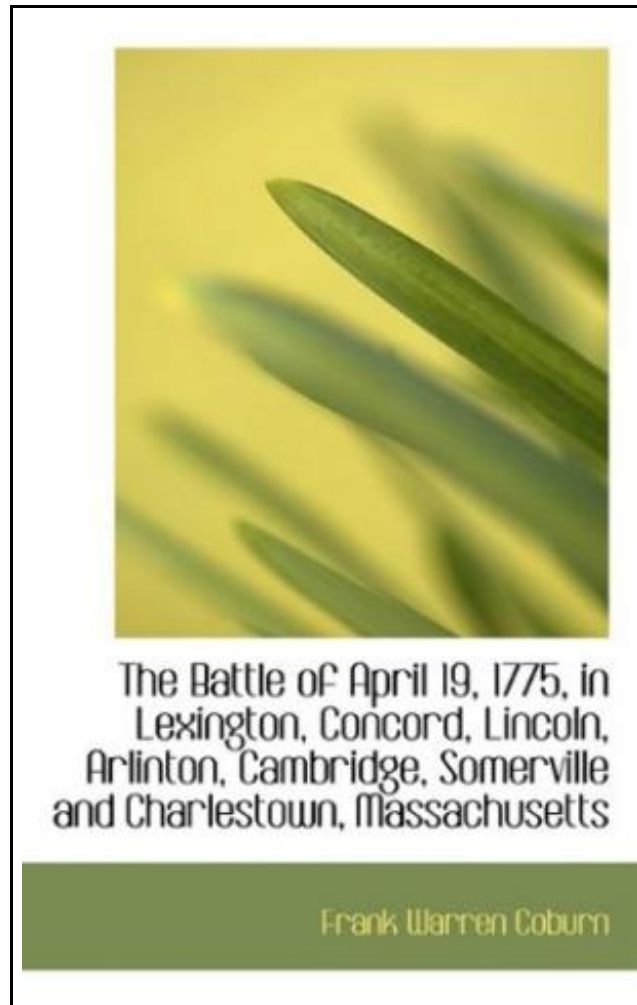 The Battle of April 19, 1775, in
Lexington, Concord, Lincoln,
Arlinton, Cambridge, Somerville
and Charlestown, Massachusetts
Frank Warren Coburn